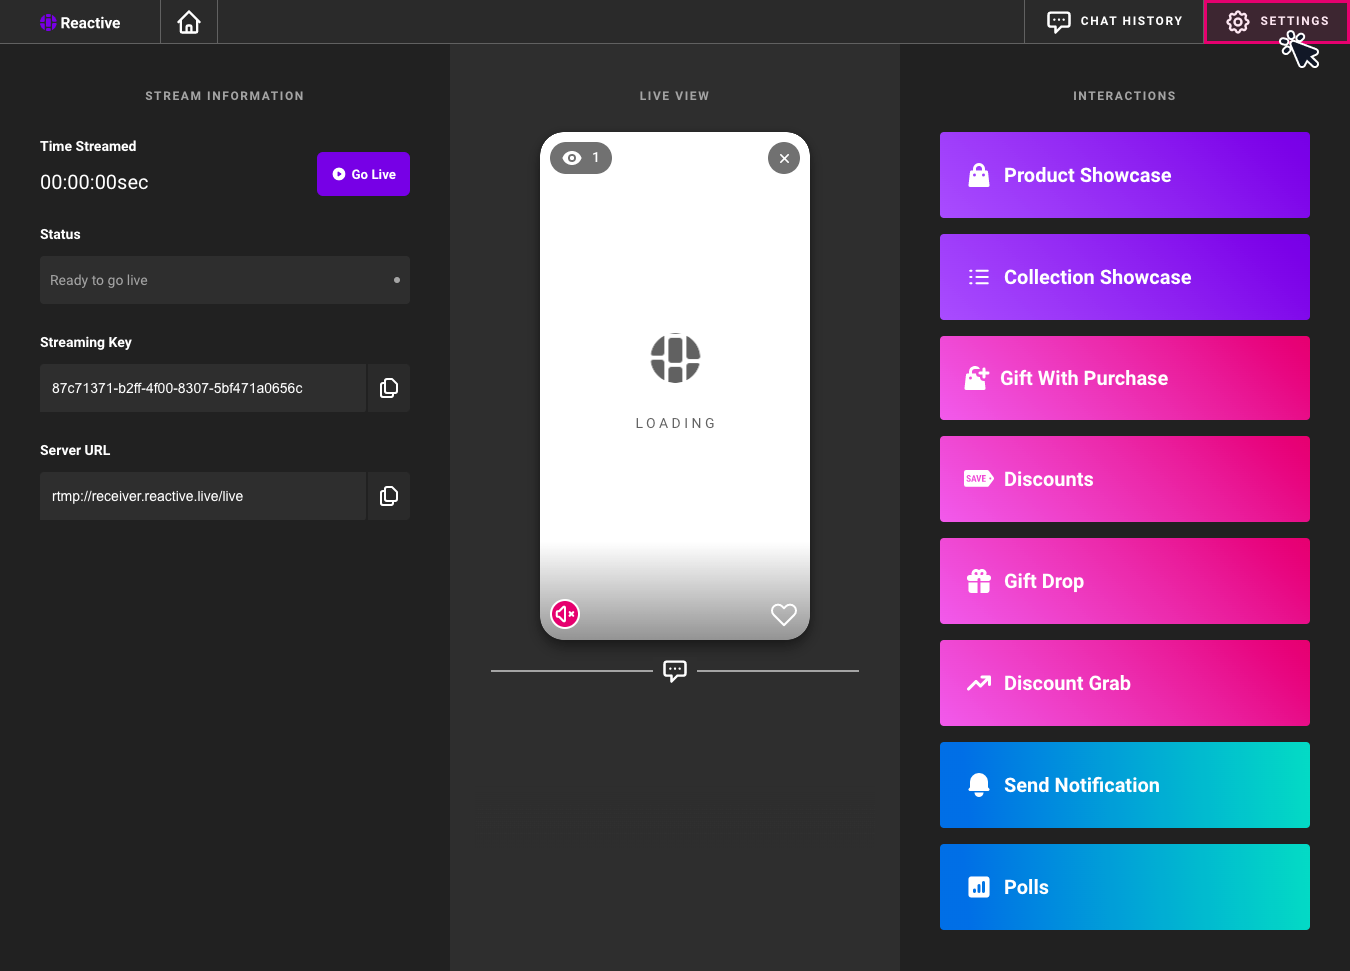 Reactive
CHAT HISTORY
SETTINGS
STREAM INFORMATION
Time Streamed
00:00:00sec
Go Live
Status
Ready to go live
Streaming Key
87c71371-b2ff-4f00-8307-5bf471a0656c
Server URL
rtmp://receiver.reactive.live/live
LIVE VIEW
1
LOADING
INTERACTIONS
Product Showcase
Collection Showcase
Gift With Purchase
SAVE
Discounts
Gift Drop
Discount Grab
Send Notification
Polls